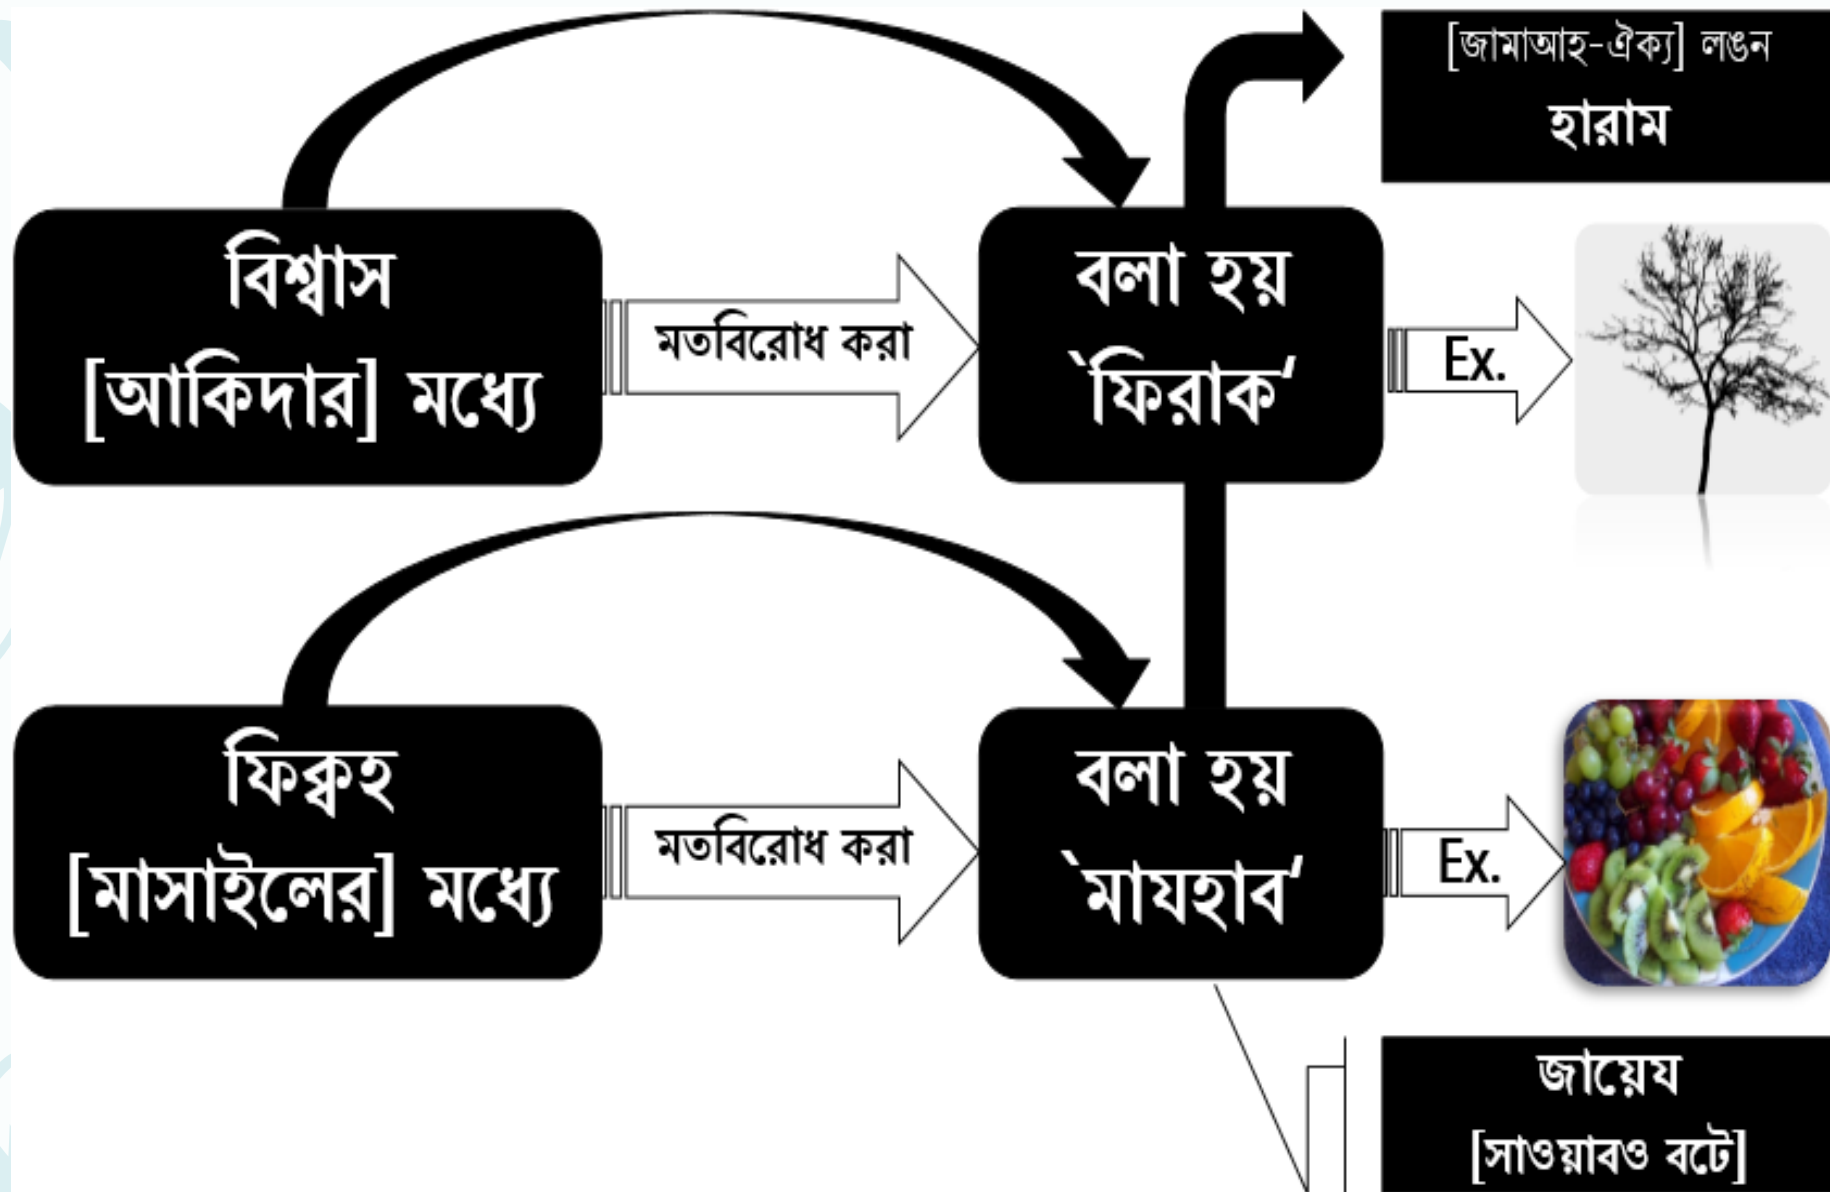 [জামাআহ-ঐক্য] লঙন
হারাম
বিশ্বাস
[আকিদার] মধ্যে
মতবিরোধ করা
বলা হয়
`ফিরাক'
Ex.
ফিক্বহ
[মাসাইলের] মধ্যে
মতবিরোধ করা
বলা হয়
`মাযহাব'
Ex.
জায়েয
[সাওয়াবও বটে]